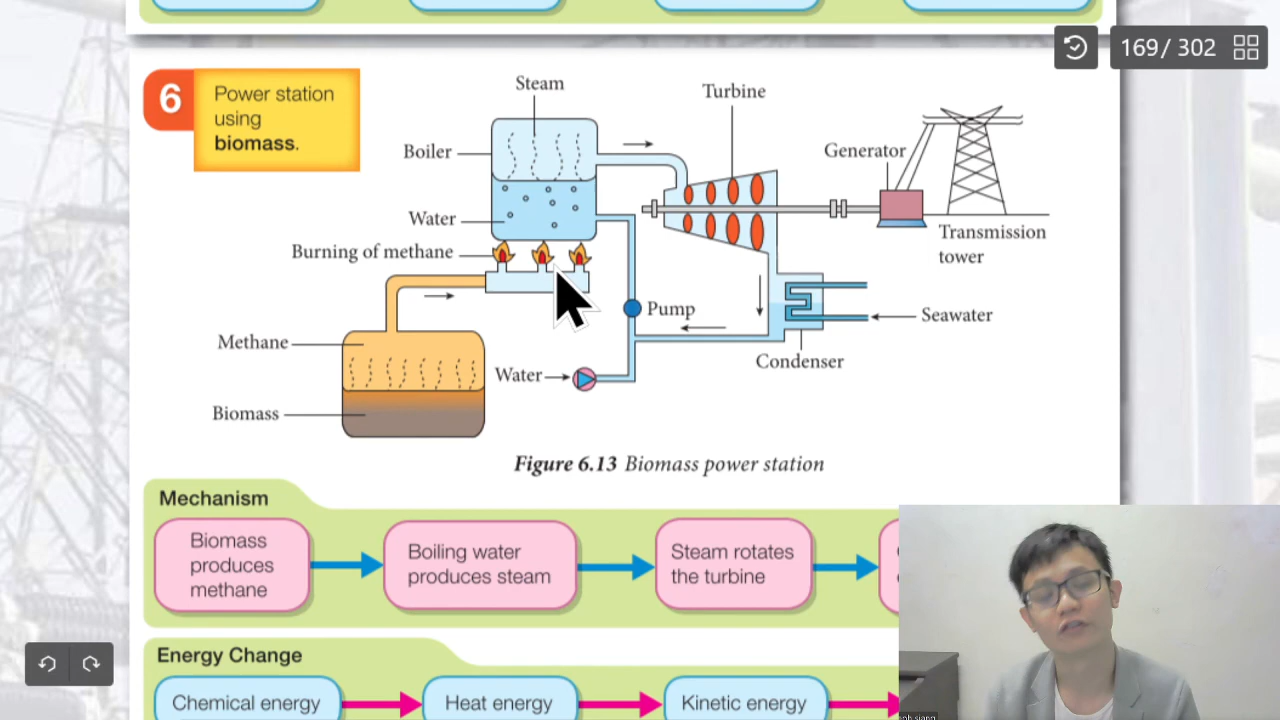 169 / 302
6
Power station
using
biomass.
Steam
Turbine
Boiler
Generator
Water
Burning of methane
Transmission
tower
Pump
Seawater
Methane
Condenser
Water
Biomass
Figure 6.13 Biomass power station
Mechanism
Biomass
produces
methane
Boiling water
produces steam
Steam rotates
the turbine
Energy Change
Chemical energy
Heat energy
Kinetic energy